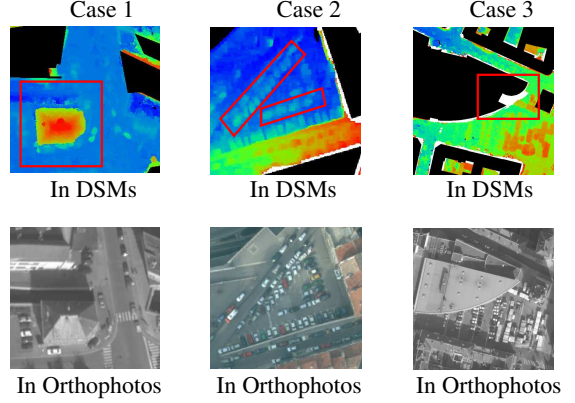 Case 1 Case 2 Case 3
In DSMs In DSMs In DSMs
In Orthophotos In Orthophotos In Orthophotos